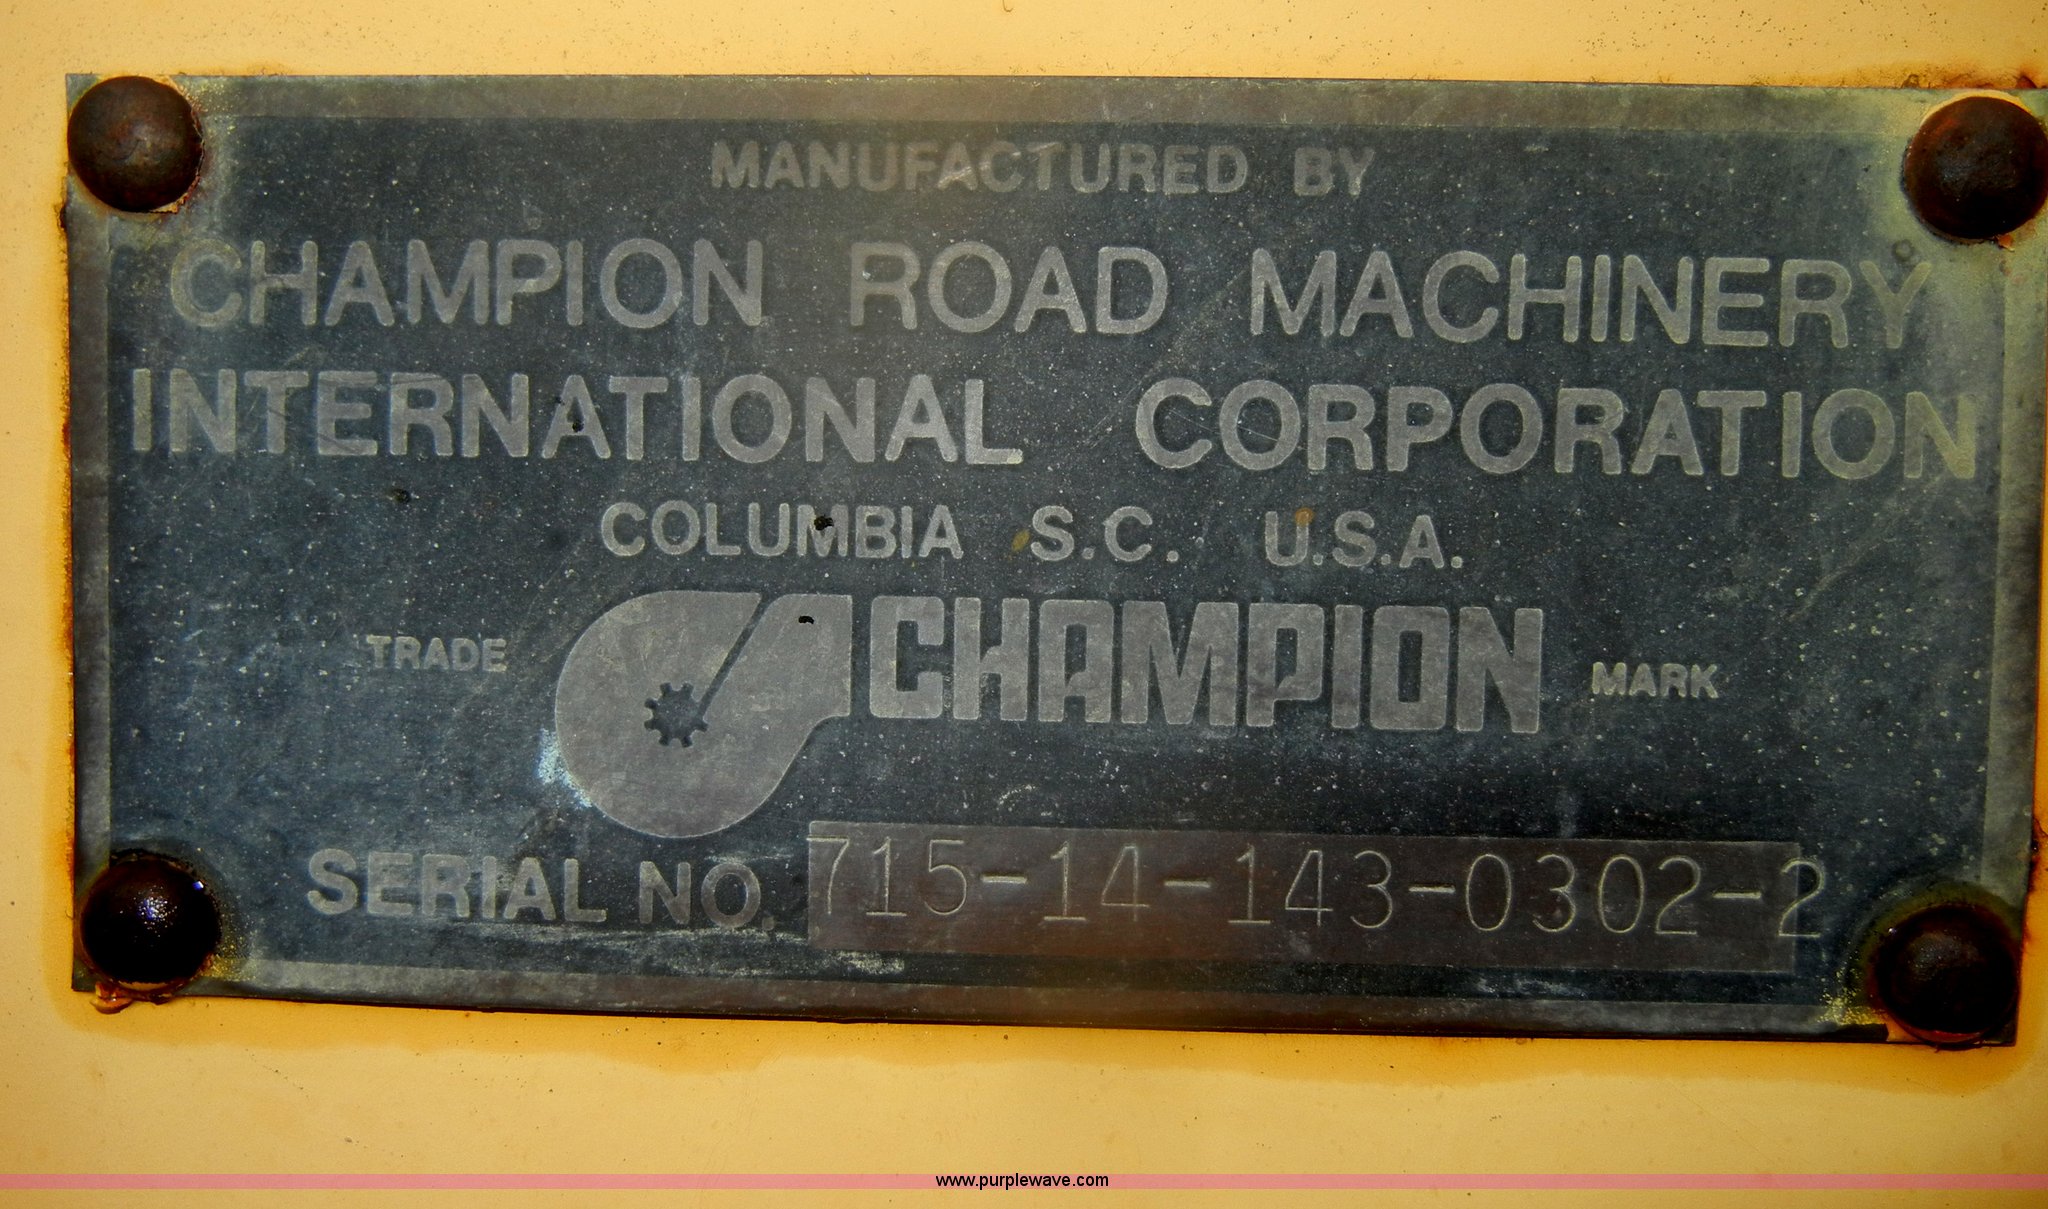 MANUFACTURED BY
CHAMPION ROAD MACHINERY
INTERNATIONAL CORPORATION
COLUMBIA S.C. U.S.A.
TRADE CHAMPION MARK
SERIAL NO. 715-14-143-0302-2
www.purplewave.com